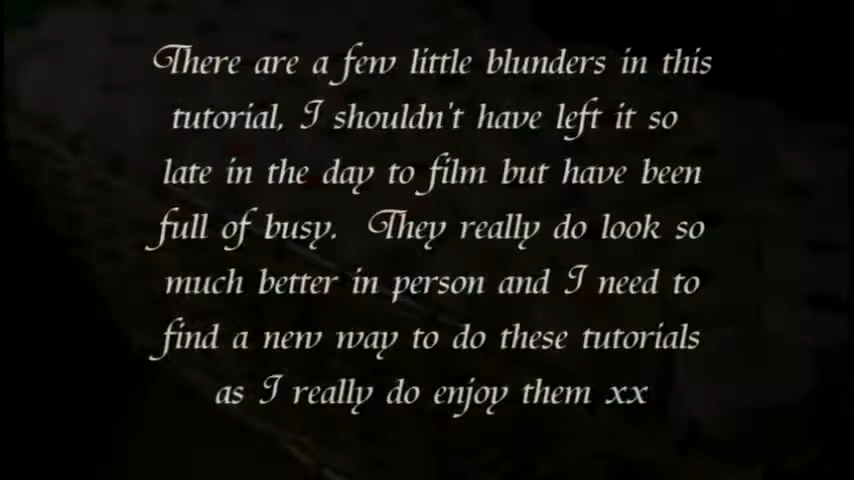 There are a few little blunders in this
tutorial, I shouldn't have left it so
late in the day to film but have been
full of busy. They really do look so
much better in person and I need to
find a new way to do these tutorials
as I really do enjoy them xx